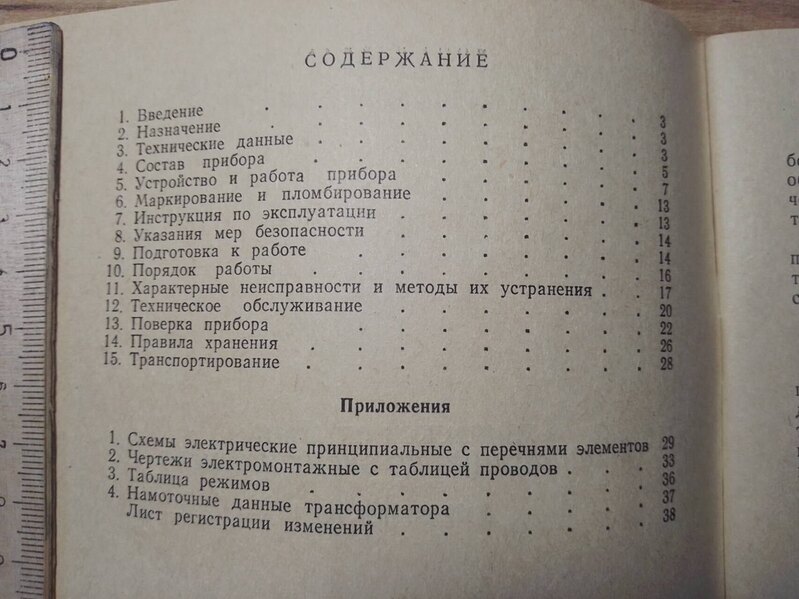 СОДЕРЖАНИЕ
1. Введение . . . . . . . . . . 3
2. Назначение . . . . . . . . . 3
3. Технические данные . . . . . . . . 3
4. Состав прибора . . . . . . . . 5
5. Устройство и работа прибора . . . . . . 7
6. Маркирование и пломбирование . . . . . . 13
7. Инструкция по эксплуатации . . . . . . . 13
8. Указания мер безопасности . . . . . . . 14
9. Подготовка к работе . . . . . . . . 14
10. Порядок работы . . . . . . . . . 16
11. Характерные неисправности и методы их устранения . . 17
12. Техническое обслуживание . . . . . . . 20
13. Поверка прибора . . . . . . . . 22
14. Правила хранения . . . . . . . . . 26
15. Транспортирование . . . . . . . . . 28
Приложения
1. Схемы электрические принципиальные с перечнями элементов 29
2. Чертежи электромонтажные с таблицей проводов . . . 33
3. Таблица режимов . . . . . . . . . 36
4. Намоточные данные трансформатора . . . . . 37
Лист регистрации изменений . . . . . . . 38